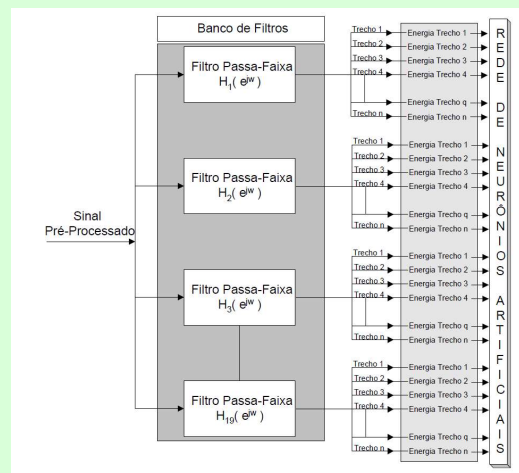 Banco de Filtros
Sinal
Pré-Processado
Filtro Passa-Faixa
H1( ejw )
Trecho 1
Trecho 2
Trecho 3
Trecho 4
Trecho n
Energia Trecho 1
Energia Trecho 2
Energia Trecho 3
Energia Trecho 4
Energia Trecho q
Energia Trecho n
Filtro Passa-Faixa
H2( ejw )
Trecho 1
Trecho 2
Trecho 3
Trecho 4
Trecho n
Energia Trecho 1
Energia Trecho 2
Energia Trecho 3
Energia Trecho 4
Energia Trecho q
Energia Trecho n
Filtro Passa-Faixa
H3( ejw )
Trecho 1
Trecho 2
Trecho 3
Trecho 4
Trecho n
Energia Trecho 1
Energia Trecho 2
Energia Trecho 3
Energia Trecho 4
Energia Trecho q
Energia Trecho n
Filtro Passa-Faixa
H19( ejw )
Trecho 1
Trecho 2
Trecho 3
Trecho 4
Trecho n
Energia Trecho 1
Energia Trecho 2
Energia Trecho 3
Energia Trecho 4
Energia Trecho q
Energia Trecho n
REDE DE NEURÔNIOS ARTIFICIAIS